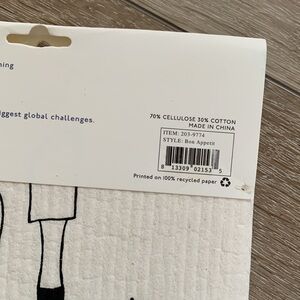 ning
ggest global challenges.
70% CELLULOSE 30% COTTON
MADE IN CHINA
ITEM: 203-9774
STYLE: Bon Appetit
8 13309 02153 5
Printed on 100% recycled paper